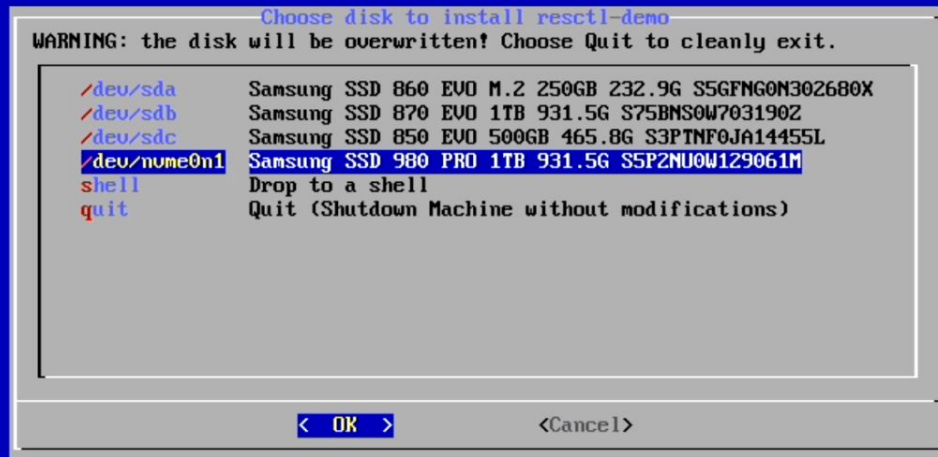 Choose disk to install resctl-demo
WARNING: the disk will be overwritten! Choose Quit to cleanly exit.
/dev/sda Samsung SSD 860 EVO M.2 250GB 232.9G S5GFNG0N302680X
/dev/sdb Samsung SSD 870 EVO 1TB 931.5G S75BNS0W703190Z
/dev/sdc Samsung SSD 850 EVO 500GB 465.8G S3PTNF0JA14455L
/dev/nvme0n1 Samsung SSD 980 PRO 1TB 931.5G S5P2NU0W129061M
shell Drop to a shell
quit Quit (Shutdown Machine without modifications)
< OK > <Cancel>